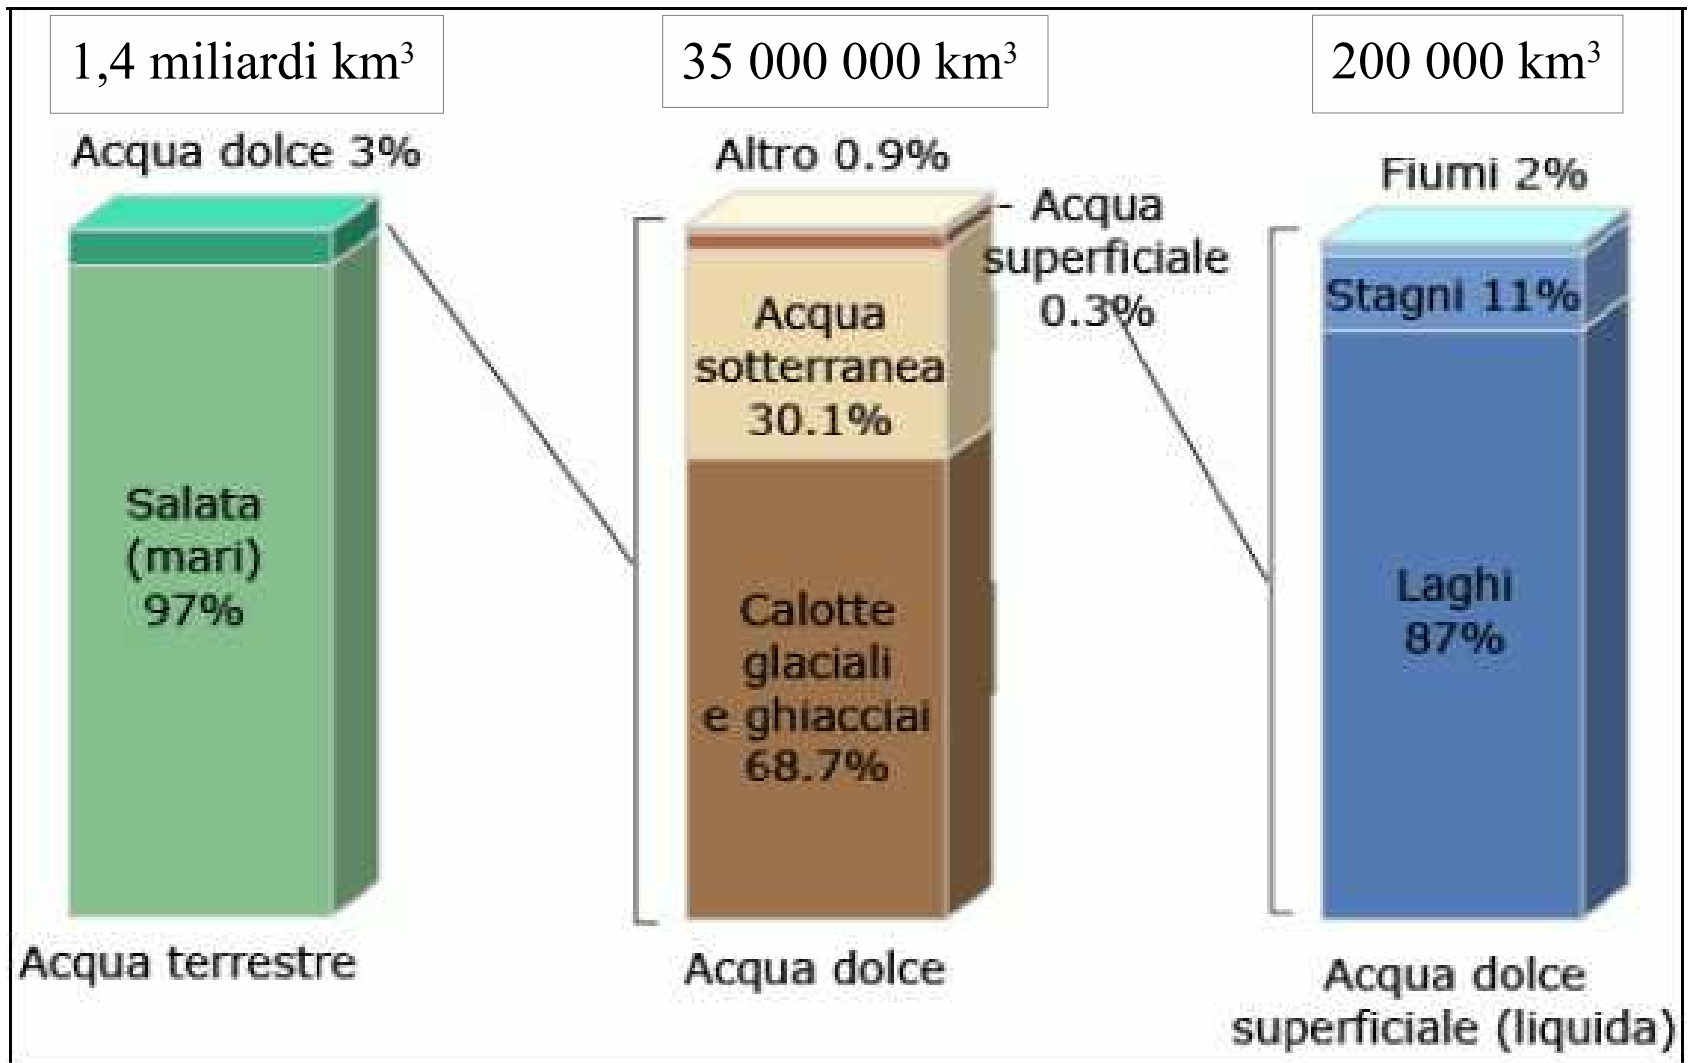 1,4 miliardi km³
Acqua dolce 3%
Salata
(mari)
97%
Acqua terrestre
35 000 000 km³
Altro 0.9%
- Acqua
superficiale
0.3%
Acqua
sotterranea
30.1%
Calotte
glaciali
e ghiacciai
68.7%
Acqua dolce
200 000 km³
Fiumi 2%
Stagni 11%
Laghi
87%
Acqua dolce
superficiale (liquida)